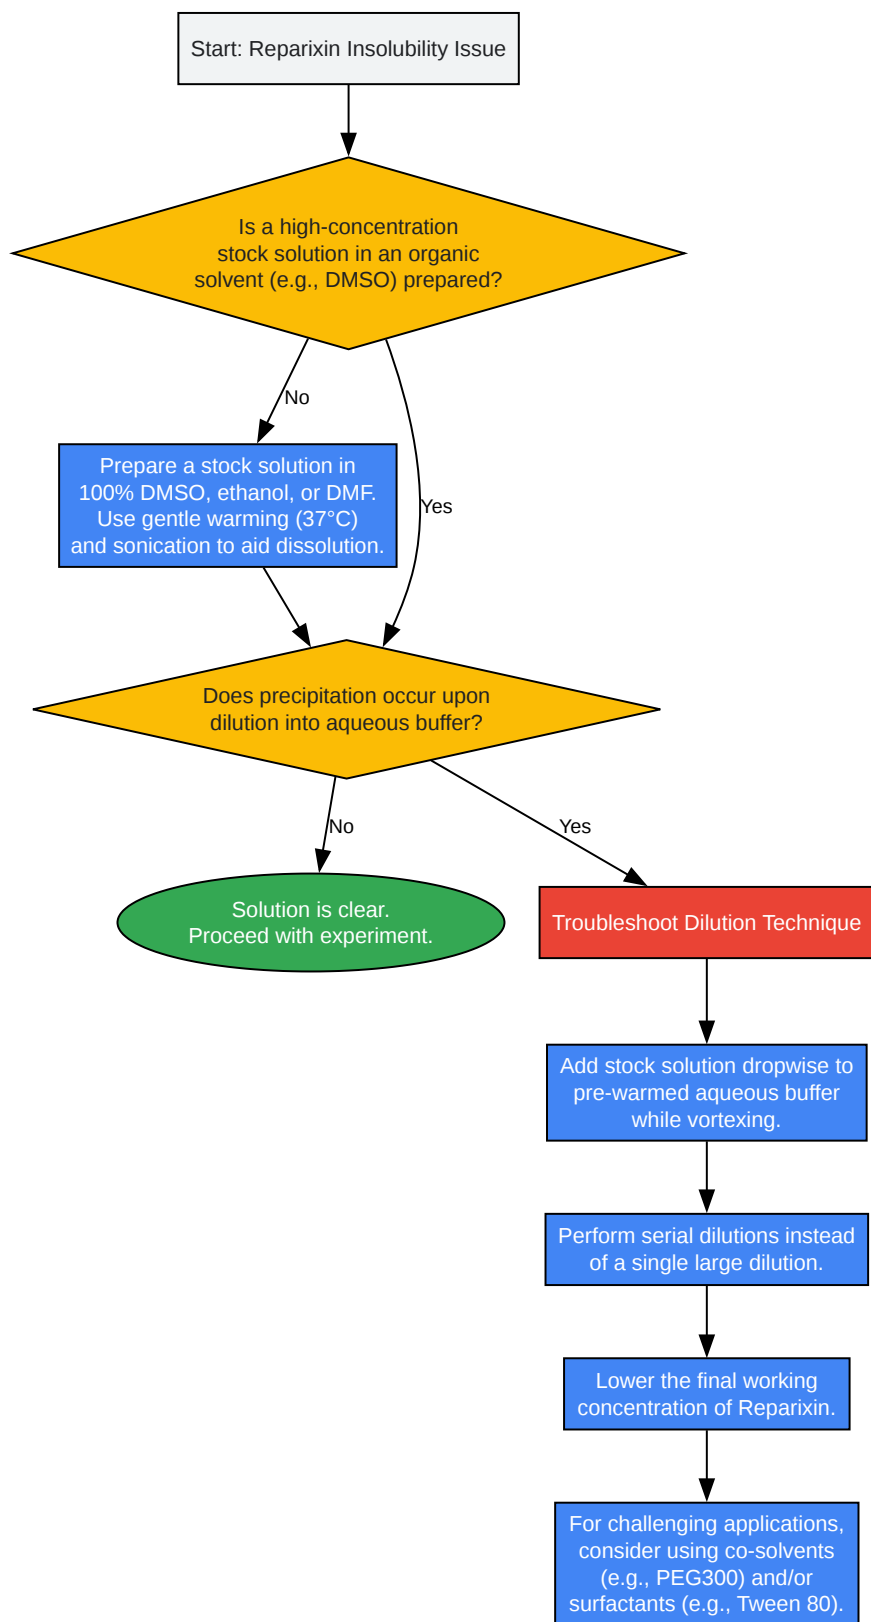 Start: Reparixin Insolubility Issue
Is a high-concentration
stock solution in an organic
solvent (e.g., DMSO) prepared?
No
Prepare a stock solution in
100% DMSO, ethanol, or DMF.
Use gentle warming (37°C)
and sonication to aid dissolution.
Yes
Does precipitation occur upon
dilution into aqueous buffer?
No
Yes
Solution is clear.
Proceed with experiment.
Troubleshoot Dilution Technique
Add stock solution dropwise to
pre-warmed aqueous buffer
while vortexing.
Perform serial dilutions instead
of a single large dilution.
Lower the final working
concentration of Reparixin.
For challenging applications,
consider using co-solvents
(e.g., PEG300) and/or
surfactants (e.g., Tween 80).